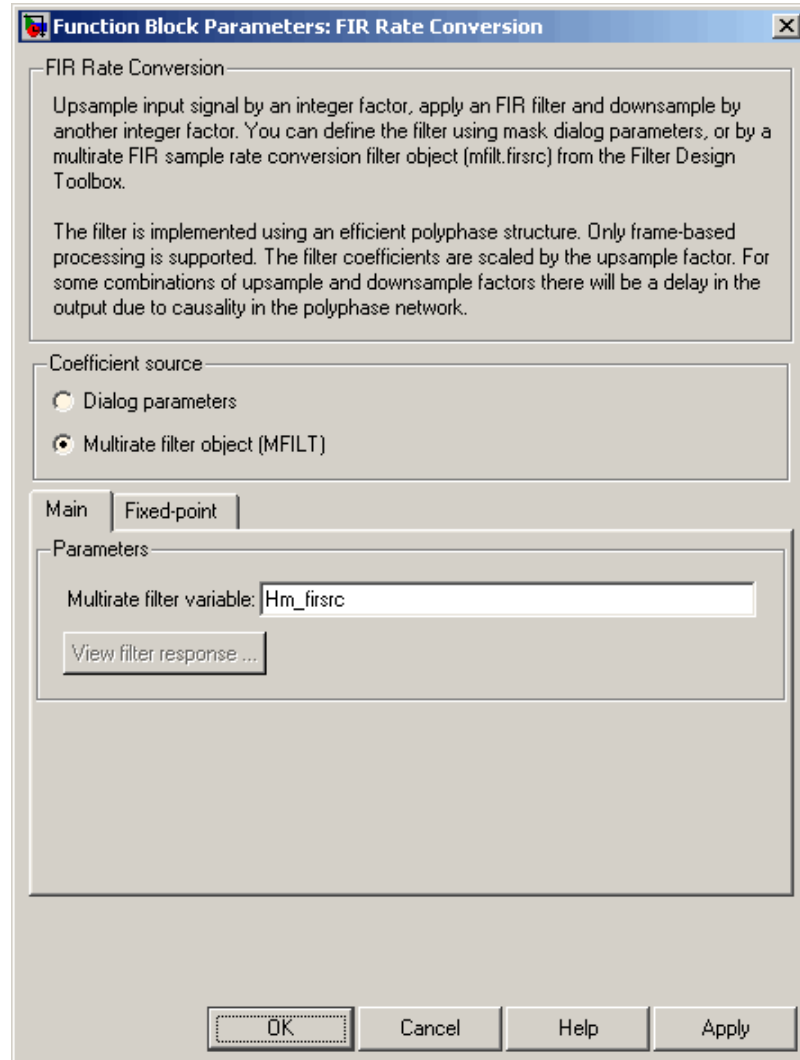 Function Block Parameters: FIR Rate Conversion
FIR Rate Conversion
Upsample input signal by an integer factor, apply an FIR filter and downsample by
another integer factor. You can define the filter using mask dialog parameters, or by a
multirate FIR sample rate conversion filter object (mfilt.firsrc) from the Filter Design
Toolbox.
The filter is implemented using an efficient polyphase structure. Only frame-based
processing is supported. The filter coefficients are scaled by the upsample factor. For
some combinations of upsample and downsample factors there will be a delay in the
output due to causality in the polyphase network.
Coefficient source
Dialog parameters
Multirate filter object (MFILT)
Main Fixed-point
Parameters
Multirate filter variable: Hm_firsrc
View filter response ...
OK Cancel Help Apply